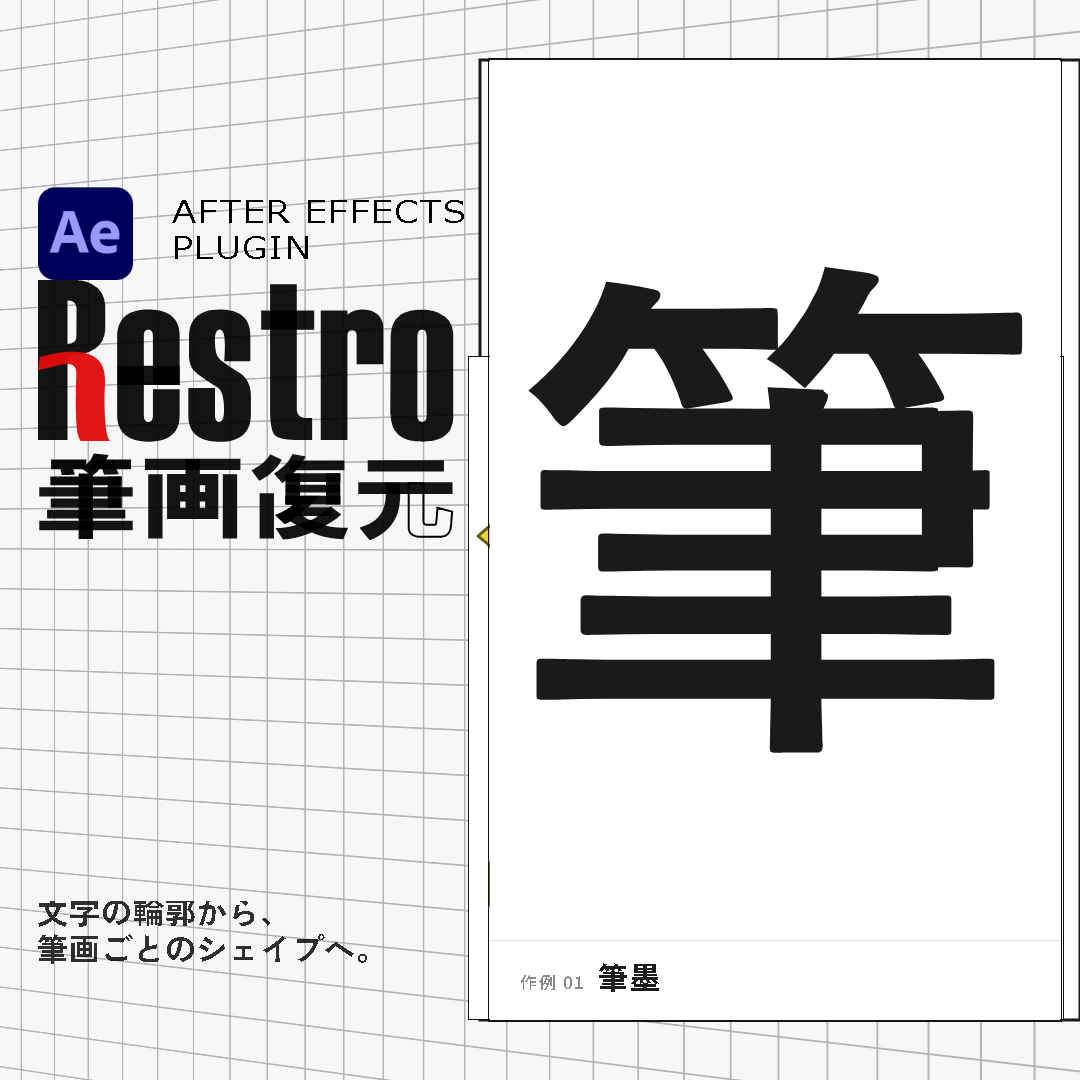 Ae
AFTER EFFECTS
PLUGIN
Restro
筆画復元
文字の輪郭から、
筆画ごとのシェイプへ。
筆
作例 01 筆墨